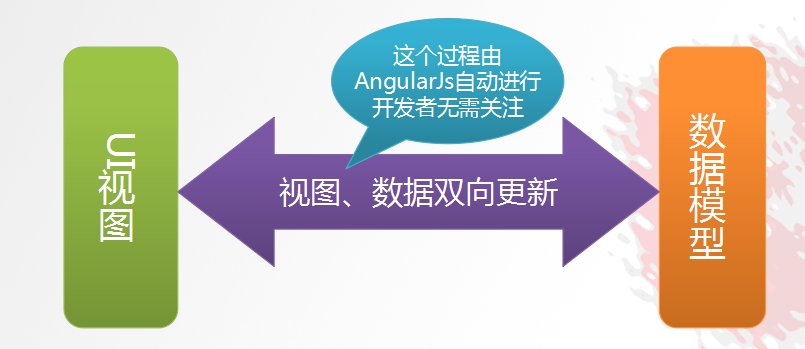 这个过程由
AngularJs自动进行
开发者无需关注
UI视图
视图、数据双向更新
数据模型